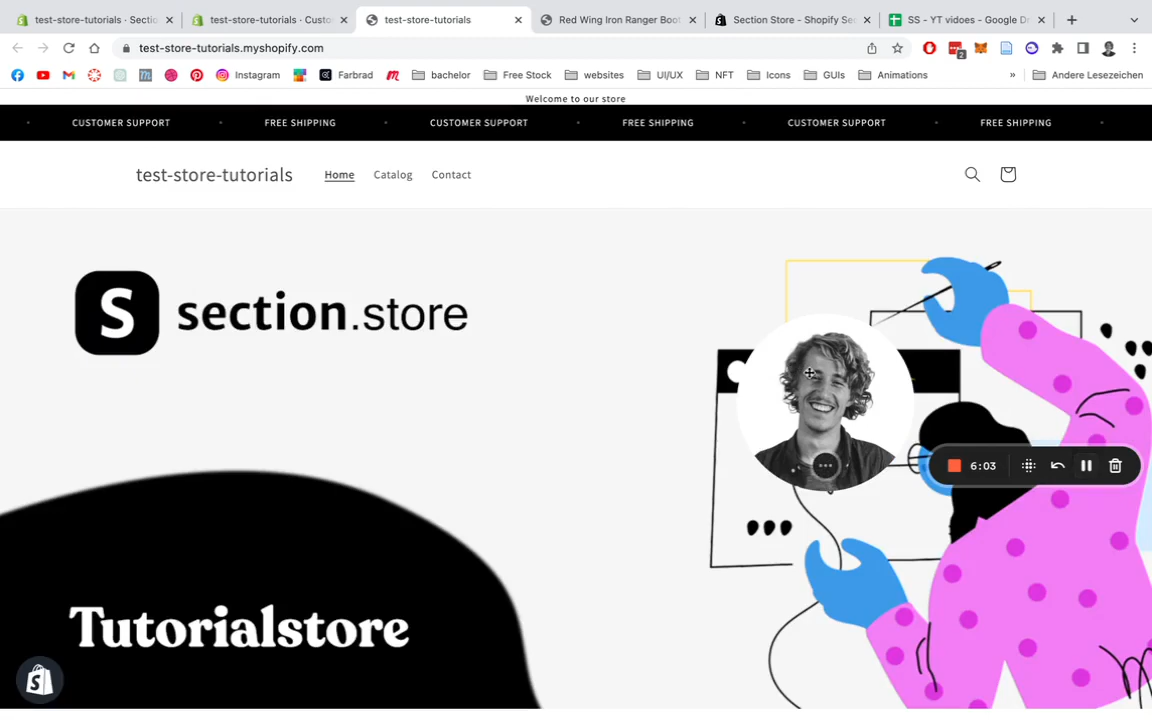 test-store-tutorials · Sectio
test-store-tutorials · Custo
test-store-tutorials
Red Wing Iron Ranger Boot
Section Store - Shopify Sec
SS - YT vidoes - Google Dr
test-store-tutorials.myshopify.com
2
Instagram
Farbrad
bachelor
Free Stock
websites
UI/UX
NFT
Icons
GUIs
Animations
»
Andere Lesezeichen
Welcome to our store
CUSTOMER SUPPORT
FREE SHIPPING
CUSTOMER SUPPORT
FREE SHIPPING
CUSTOMER SUPPORT
FREE SHIPPING
test-store-tutorials
Home
Catalog
Contact
S section.store
6:03
Tutorialstore